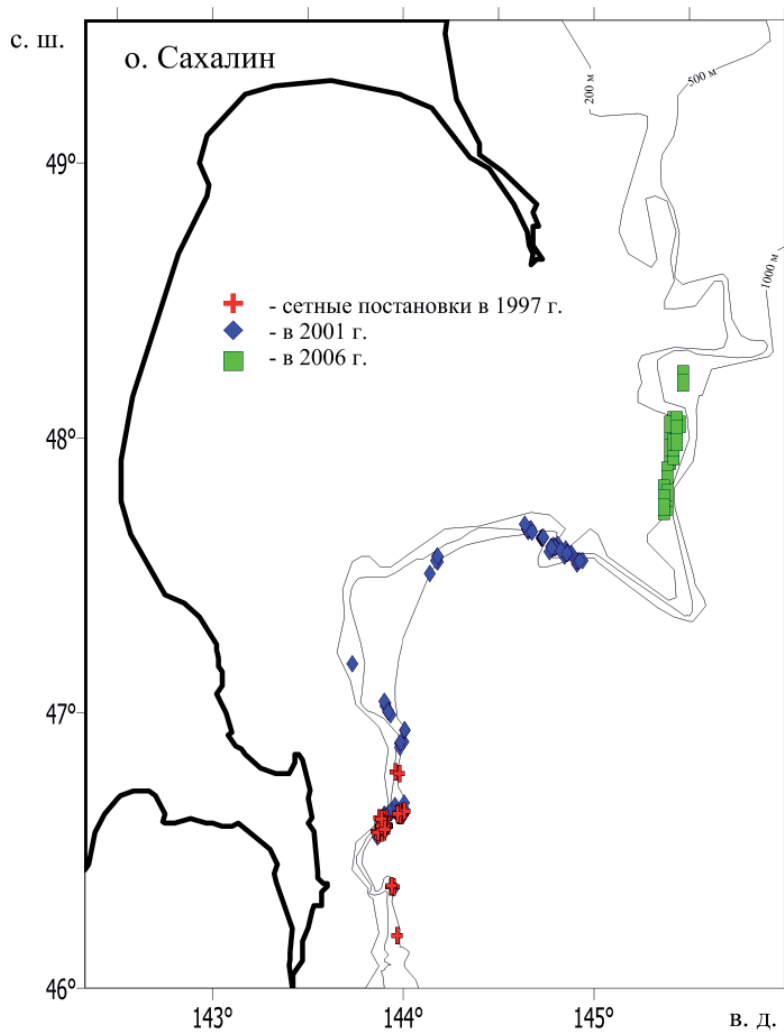 с. ш.
о. Сахалин
200 м
500 м
49°
1000 м
- сетные постановки в 1997 г.
- в 2001 г.
- в 2006 г.
48°
47°
46°
143°
144°
145°
в. д.